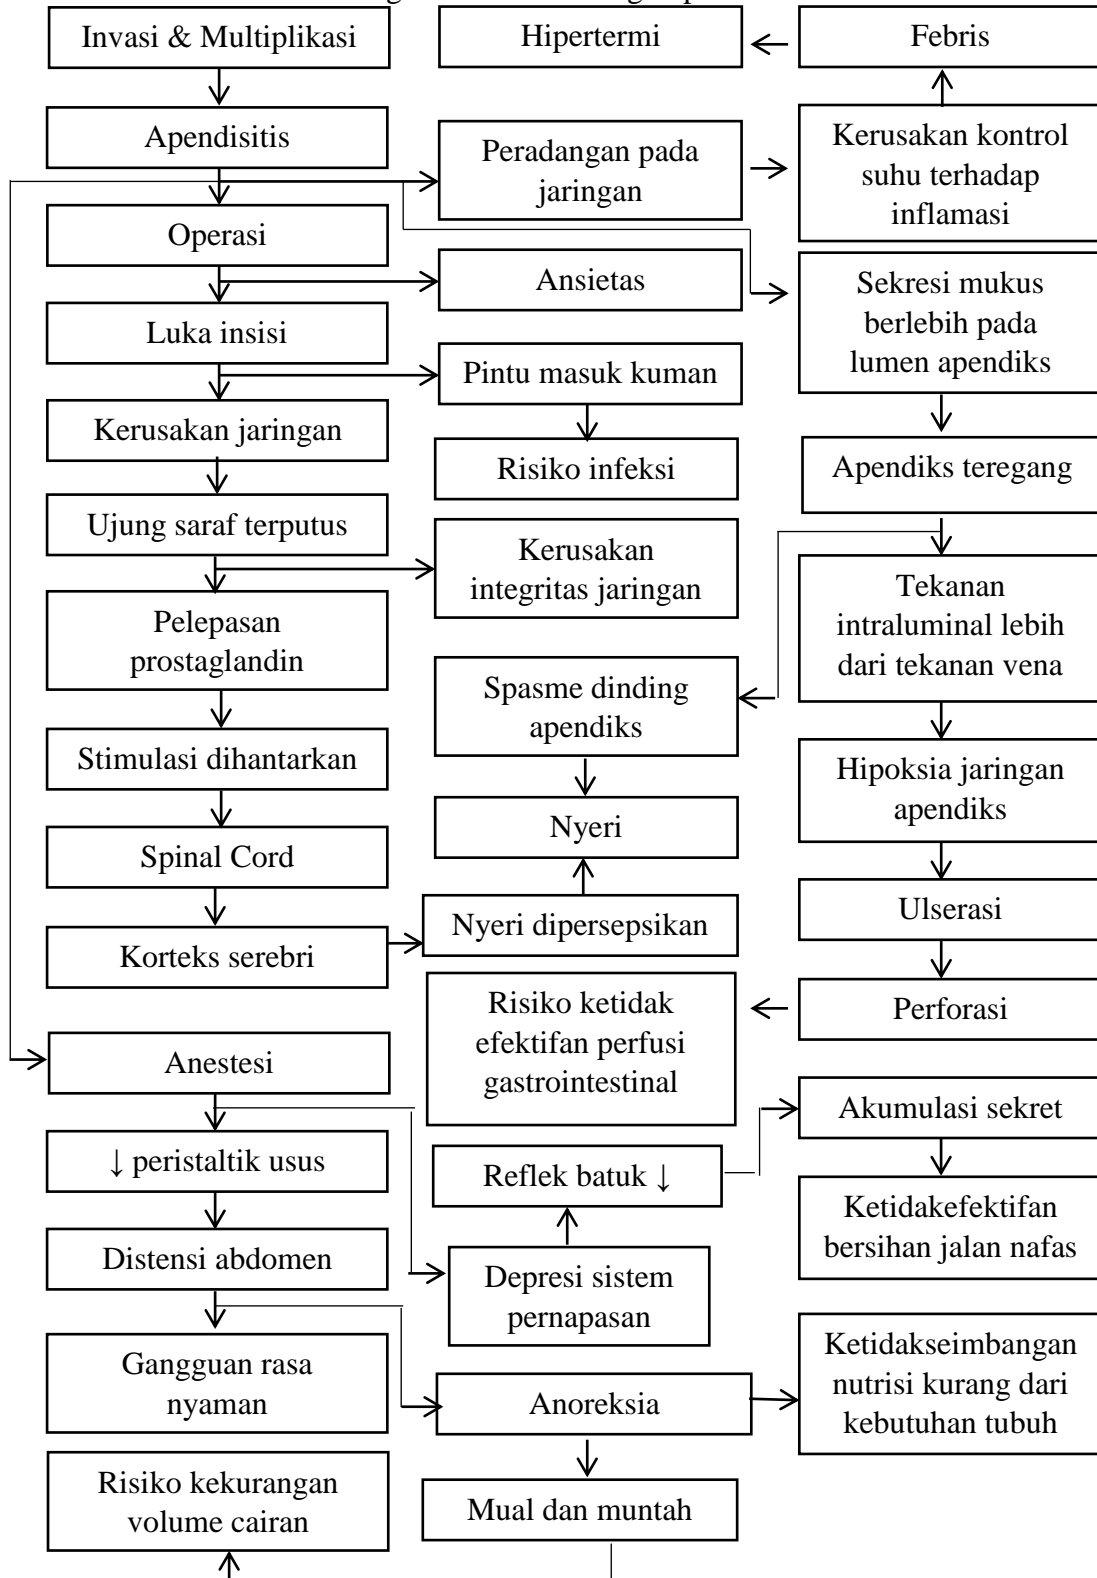 Invasi & Multiplikasi
Hipertermi
Febris
Apendisitis
Peradangan pada
jaringan
Kerusakan kontrol
suhu terhadap
inflamasi
Operasi
Ansietas
Sekresi mukus
berlebih pada
lumen apendiks
Luka insisi
Pintu masuk kuman
Kerusakan jaringan
Risiko infeksi
Apendiks teregang
Ujung saraf terputus
Kerusakan
integritas jaringan
Tekanan
intraluminal lebih
dari tekanan vena
Pelepasan
prostaglandin
Spasme dinding
apendiks
Stimulasi dihantarkan
Hipoksia jaringan
apendiks
Nyeri
Spinal Cord
Ulserasi
Nyeri dipersepsikan
Korteks serebri
Risiko ketidak
efektifan perfusi
gastrointestinal
Perforasi
Anestesi
Akumulasi sekret
↓ peristaltik usus
Reflek batuk ↓
Ketidakefektifan
bersihan jalan nafas
Distensi abdomen
Depresi sistem
pernapasan
Gangguan rasa
nyaman
Anoreksia
Ketidakseimbangan
nutrisi kurang dari
kebutuhan tubuh
Risiko kekurangan
volume cairan
Mual dan muntah